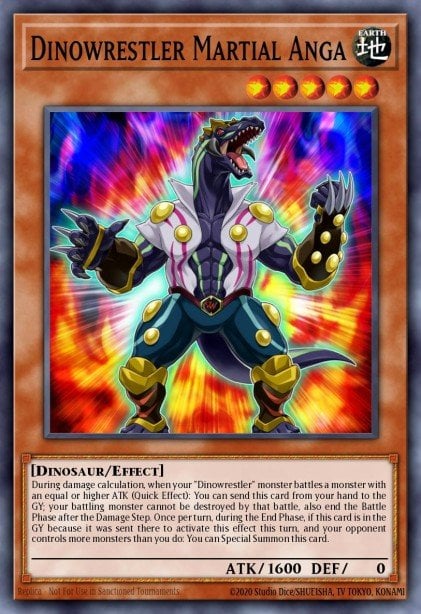 DINOWRESTLER MARTIAL ANGA
EARTH
地
[DINOSAUR/EFFECT]
During damage calculation, when your "Dinowrestler" monster battles a monster with
an equal or higher ATK (Quick Effect): You can send this card from your hand to the
GY; your battling monster cannot be destroyed by that battle, also end the Battle
Phase after the Damage Step. Once per turn, during the End Phase, if this card is in the
GY because it was sent there to activate this effect this turn, and your opponent
controls more monsters than you do: You can Special Summon this card.
ATK/1600 DEF/ 0
Replica - Not For Use in Sanctioned Tournaments
©2020 Studio Dice/SHUEISHA, TV TOKYO, KONAMI